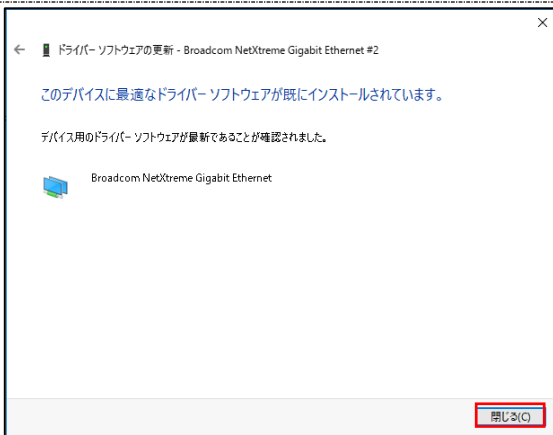 ドライバー ソフトウェアの更新 - Broadcom NetXtreme Gigabit Ethernet #2
このデバイスに最適なドライバー ソフトウェアが既にインストールされています。
デバイス用のドライバー ソフトウェアが最新であることが確認されました。
Broadcom NetXtreme Gigabit Ethernet
閉じる(C)